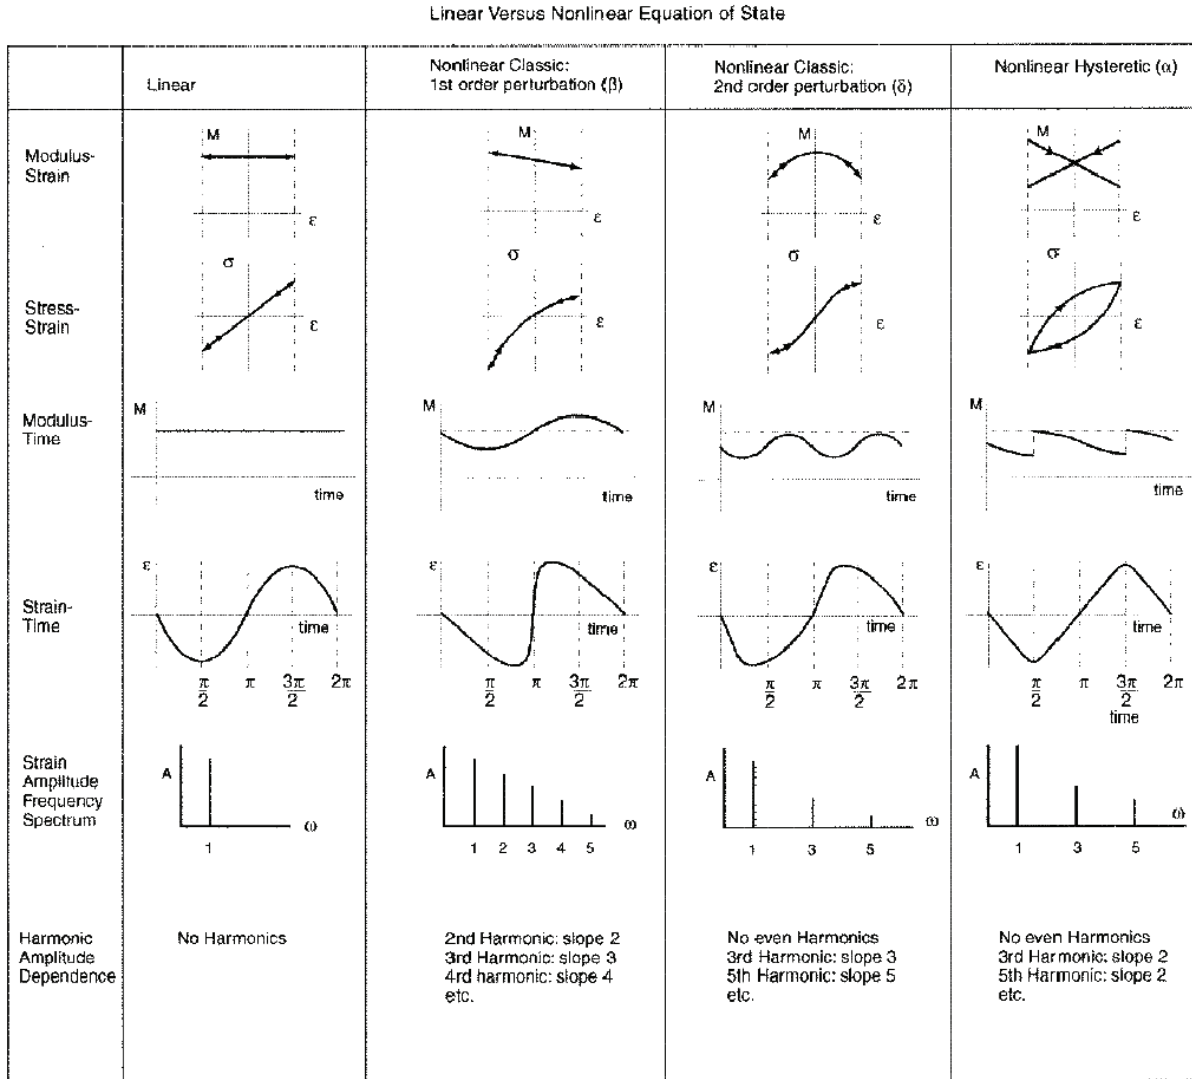 Linear Versus Nonlinear Equation of State
Linear
Nonlinear Classic:
1st order perturbation (β)
Nonlinear Classic:
2nd order perturbation (δ)
Nonlinear Hysteretic (α)
Modulus-
Strain
M
ε
M
ε
M
ε
M
ε
Stress-
Strain
σ
ε
σ
ε
σ
ε
σ
ε
Modulus-
Time
M
time
M
time
M
time
M
time
Strain-
Time
ε
time
π/2 π 3π/2 2π
ε
time
π/2 π 3π/2 2π
ε
time
π/2 π 3π/2 2π
ε
time
π/2 π 3π/2 2π
time
Strain
Amplitude
Frequency
Spectrum
A
ω
1
A
ω
1 2 3 4 5
A
ω
1 3 5
A
ω
1 3 5
Harmonic
Amplitude
Dependence
No Harmonics
2nd Harmonic: slope 2
3rd Harmonic: slope 3
4rd harmonic: slope 4
etc.
No even Harmonics
3rd Harmonic: slope 3
5th Harmonic: slope 5
etc.
No even Harmonics
3rd Harmonic: slope 2
5th Harmonic: slope 2
etc.